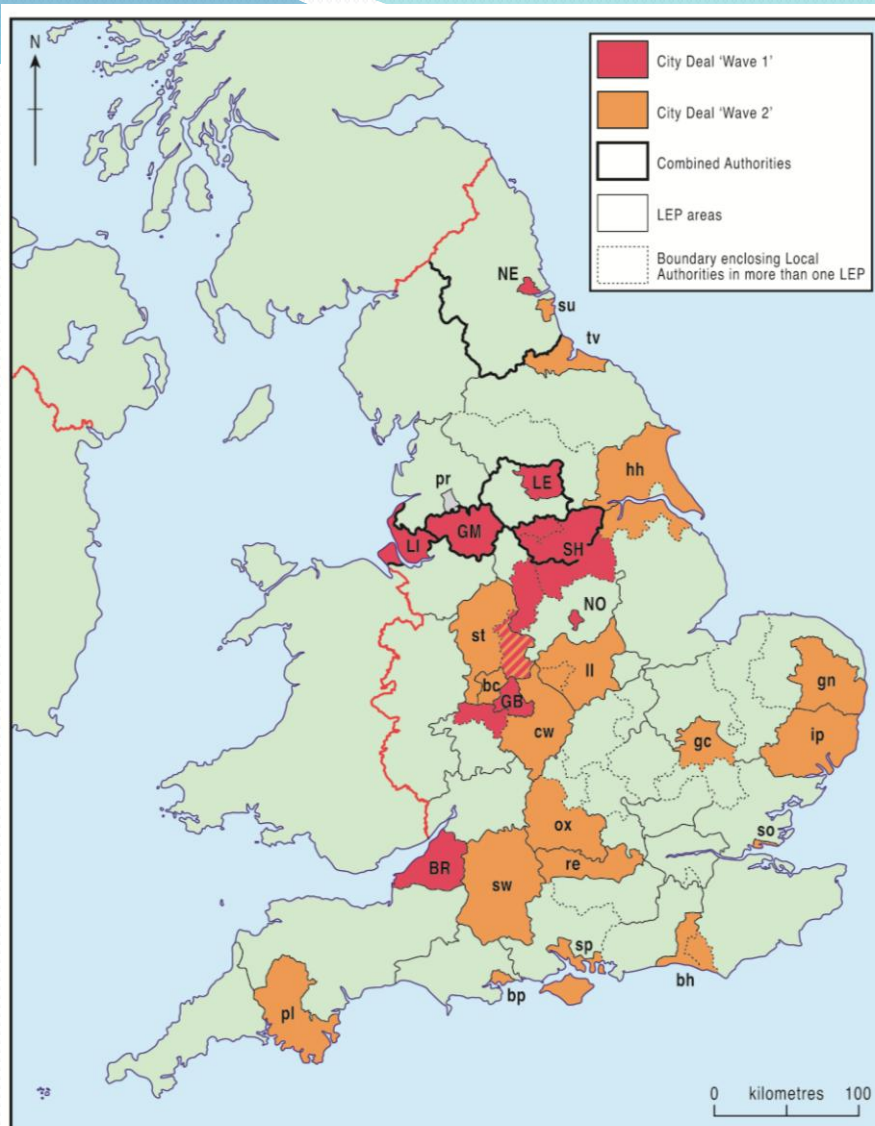 N
City Deal 'Wave 1'
City Deal 'Wave 2'
Combined Authorities
LEP areas
Boundary enclosing Local
Authorities in more than one LEP
NE
su
tv
hh
pr
LE
GM
LI
SH
NO
st
ll
bc
GB
cw
gn
gc
ip
ox
so
re
BR
sw
sp
bh
bp
pl
0 kilometres 100